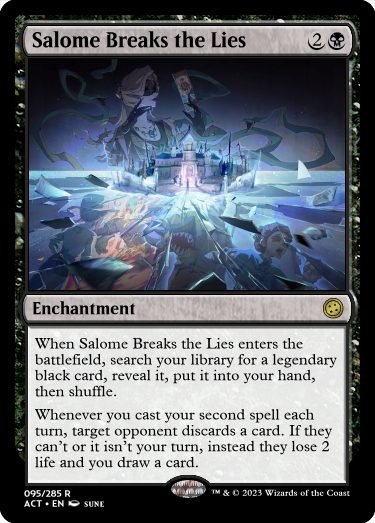 Salome Breaks the Lies 2
Enchantment
When Salome Breaks the Lies enters the
battlefield, search your library for a legendary
black card, reveal it, put it into your hand,
then shuffle.
Whenever you cast your second spell each
turn, target opponent discards a card. If they
can't or it isn't your turn, instead they lose 2
life and you draw a card.
095/285 R
ACT • EN SUNE
™ & © 2023 Wizards of the Coast